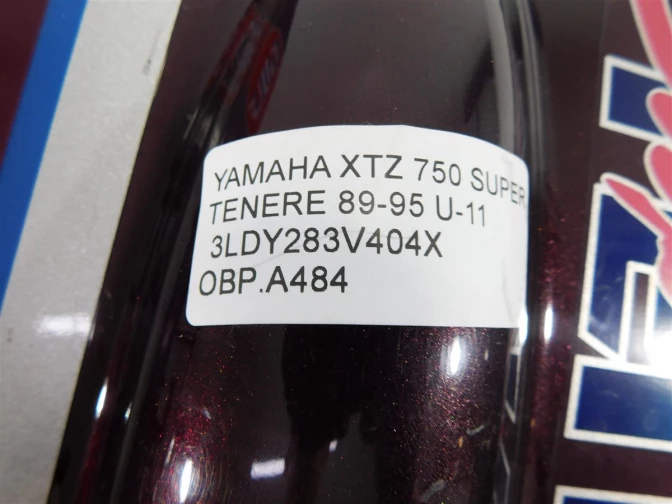 YAMAHA XTZ 750 SUPER
TENERE 89-95 U-11
3LDY283V404X
OBP.A484